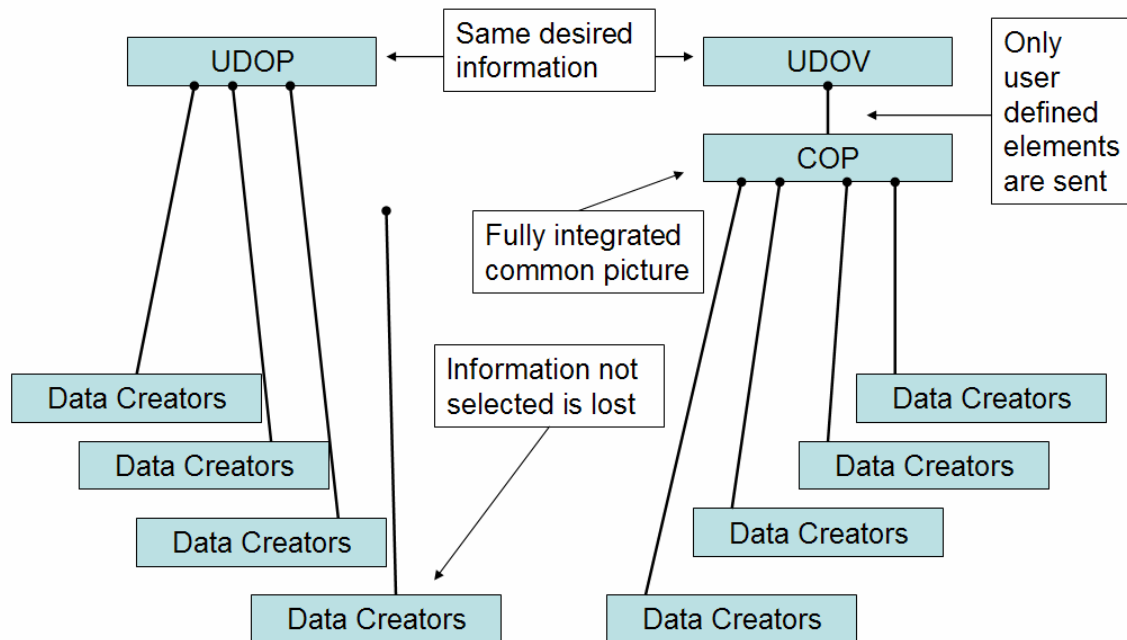 UDOP
Same desired
information
UDOV
Only
user
defined
elements
are sent
COP
Fully integrated
common picture
Information not
selected is lost
Data Creators
Data Creators
Data Creators
Data Creators
Data Creators
Data Creators
Data Creators
Data Creators